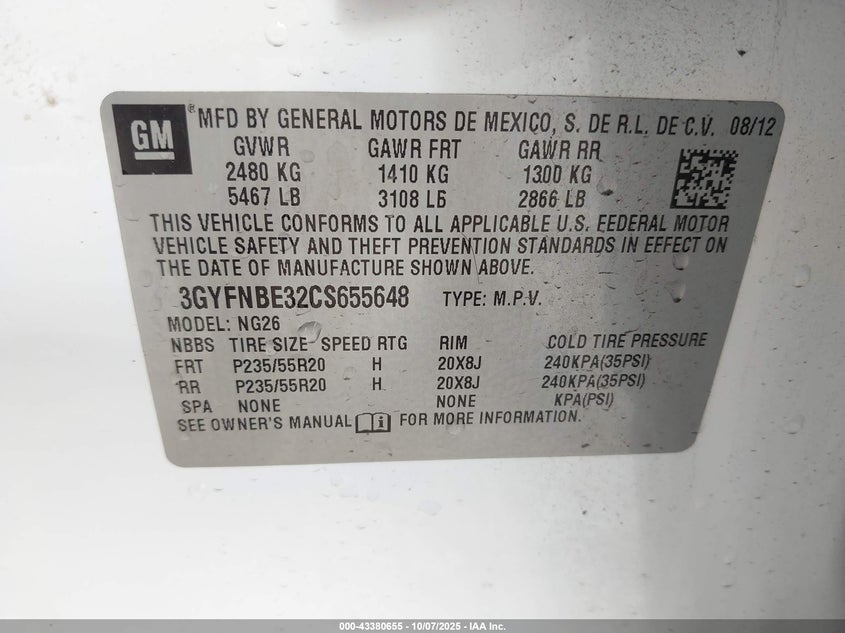 GM ® MFD BY GENERAL MOTORS DE MEXICO, S. DE R.L. DE C.V. 08/12
GVWR GAWR FRT GAWR RR
2480 KG 1410 KG 1300 KG
5467 LB 3108 LB 2866 LB
THIS VEHICLE CONFORMS TO ALL APPLICABLE U.S. FEDERAL MOTOR
VEHICLE SAFETY AND THEFT PREVENTION STANDARDS IN EFFECT ON
THE DATE OF MANUFACTURE SHOWN ABOVE.
3GYFNBE32CS655648 TYPE: M.P.V.
MODEL: NG26
NBBS TIRE SIZE SPEED RTG RIM COLD TIRE PRESSURE
FRT P235/55R20 H 20X8J 240KPA(35PSI)
RR P235/55R20 H 20X8J 240KPA(35PSI)
SPA NONE NONE KPA(PSI)
SEE OWNER'S MANUAL i FOR MORE INFORMATION.
000-43380655 - 10/07/2025 - IAA Inc.